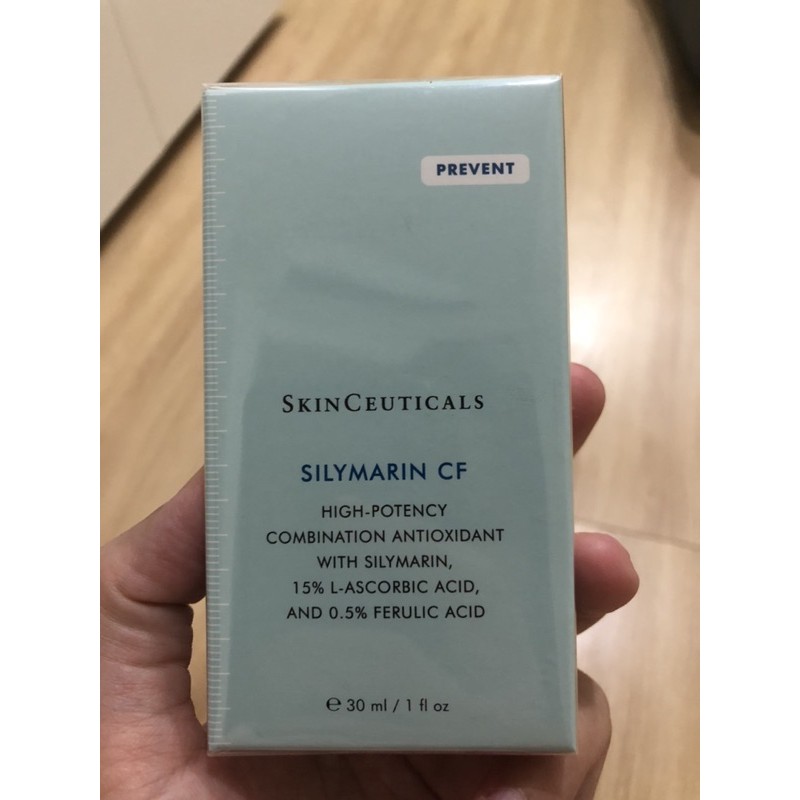 PREVENT
SKINCEUTICALS
SILYMARIN CF
HIGH-POTENCY
COMBINATION ANTIOXIDANT
WITH SILYMARIN,
15% L-ASCORBIC ACID,
AND 0.5% FERULIC ACID
℮ 30 ml / 1 fl oz